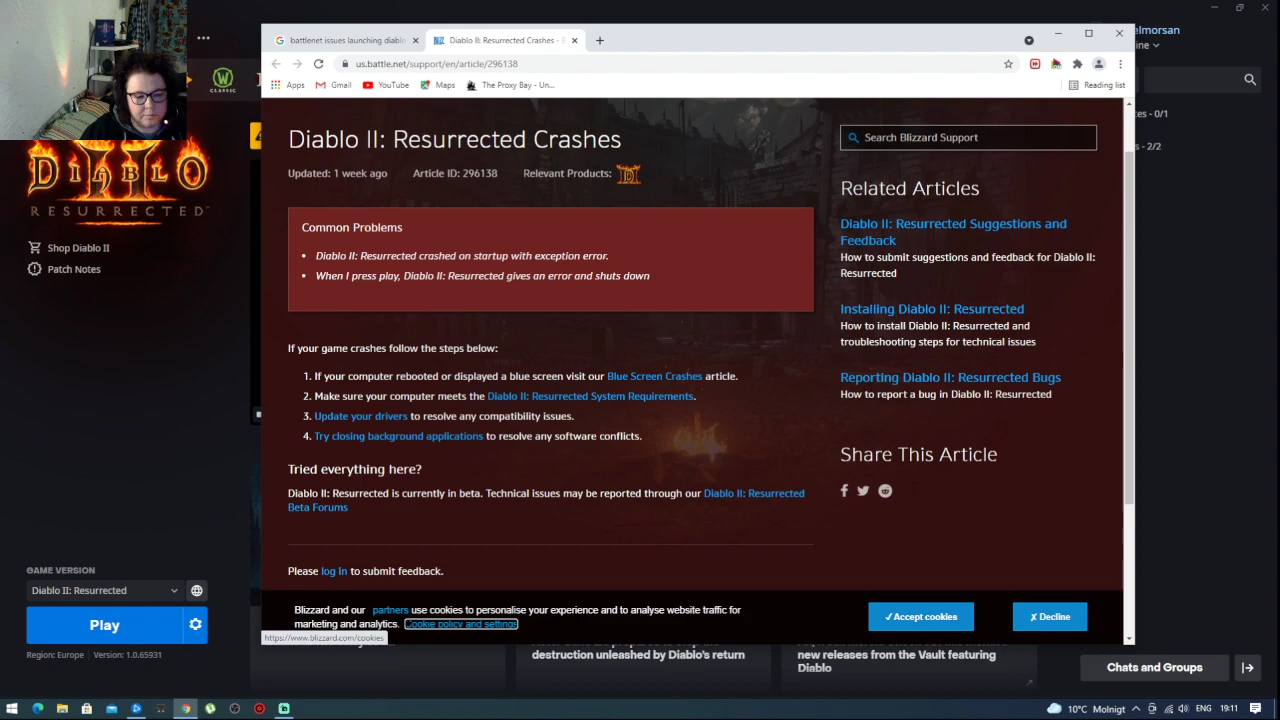 battlenet issues launching diablo
Diablo II: Resurrected Crashes -
elmorsan
us.battle.net/support/en/article/296138
CLASSIC
Apps
Gmail
YouTube
Maps
The Proxy Bay - Un...
Reading list
DIABLO
II
RESURRECTED
Shop Diablo II
Patch Notes
Diablo II: Resurrected Crashes
Updated: 1 week ago
Article ID: 296138
Relevant Products:
Common Problems
• Diablo II: Resurrected crashed on startup with exception error.
• When I press play, Diablo II: Resurrected gives an error and shuts down
If your game crashes follow the steps below:
1. If your computer rebooted or displayed a blue screen visit our Blue Screen Crashes article.
2. Make sure your computer meets the Diablo II: Resurrected System Requirements.
3. Update your drivers to resolve any compatibility issues.
4. Try closing background applications to resolve any software conflicts.
Tried everything here?
Diablo II: Resurrected is currently in beta. Technical issues may be reported through our Diablo II: Resurrected
Beta Forums
Please log in to submit feedback.
Search Blizzard Support
Related Articles
Diablo II: Resurrected Suggestions and
Feedback
How to submit suggestions and feedback for Diablo II:
Resurrected
Installing Diablo II: Resurrected
How to install Diablo II: Resurrected and
troubleshooting steps for technical issues
Reporting Diablo II: Resurrected Bugs
How to report a bug in Diablo II: Resurrected
Share This Article
- 0/1
- 2/2
Blizzard and our partners use cookies to personalise your experience and to analyse website traffic for
marketing and analytics. Cookie policy and settings
✓ Accept cookies
✗ Decline
https://www.blizzard.com/cookies
GAME VERSION
Diablo II: Resurrected
Play
Region: Europe
Version: 1.0.65931
destruction unleashed by Diablo's return
new releases from the Vault featuring
Diablo
Chats and Groups
10°C Molnigt
ENG
19:11